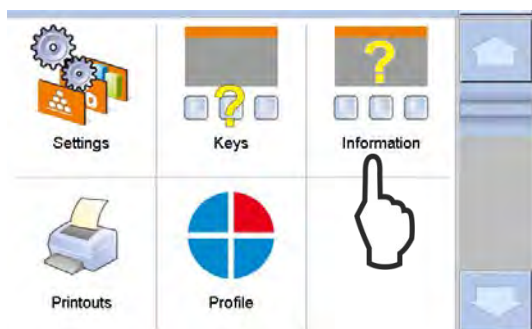 Settings
Keys
Information
Printouts
Profile